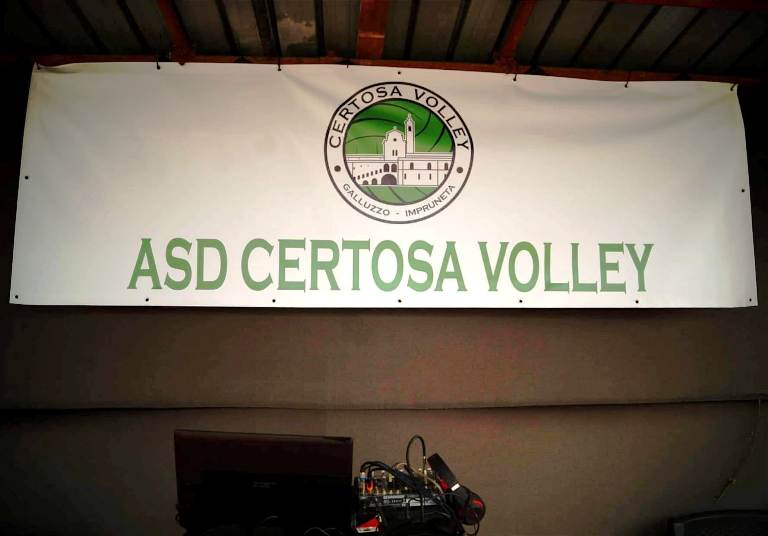 CERTOSA VOLLEY
GALLUZZO - IMPRUNETA
ASD CERTOSA VOLLEY